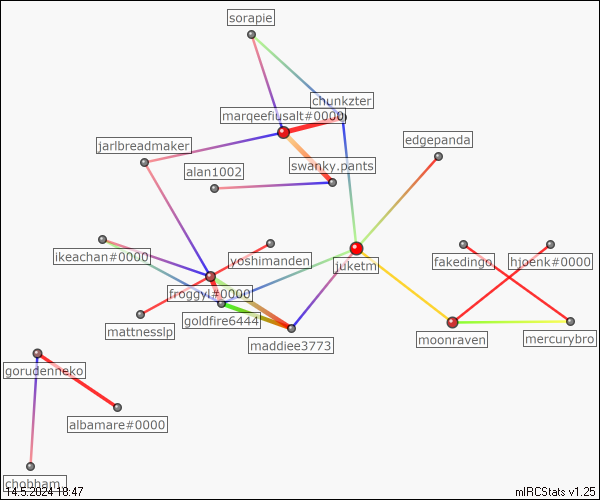 sorapie
chunkzter
marqeefiusalt#0000
edgepanda
jarlbreadmaker
swanky.pants
alan1002
ikeachan#0000
yoshimanden
juketm
fakedingo
hjoenk#0000
froggyl#0000
goldfire6444
mattnesslp
maddiee3773
moonraven
mercurybro
gorudenneko
albamare#0000
chobham_
14.5.2024 18:47
mIRCStats v1.25